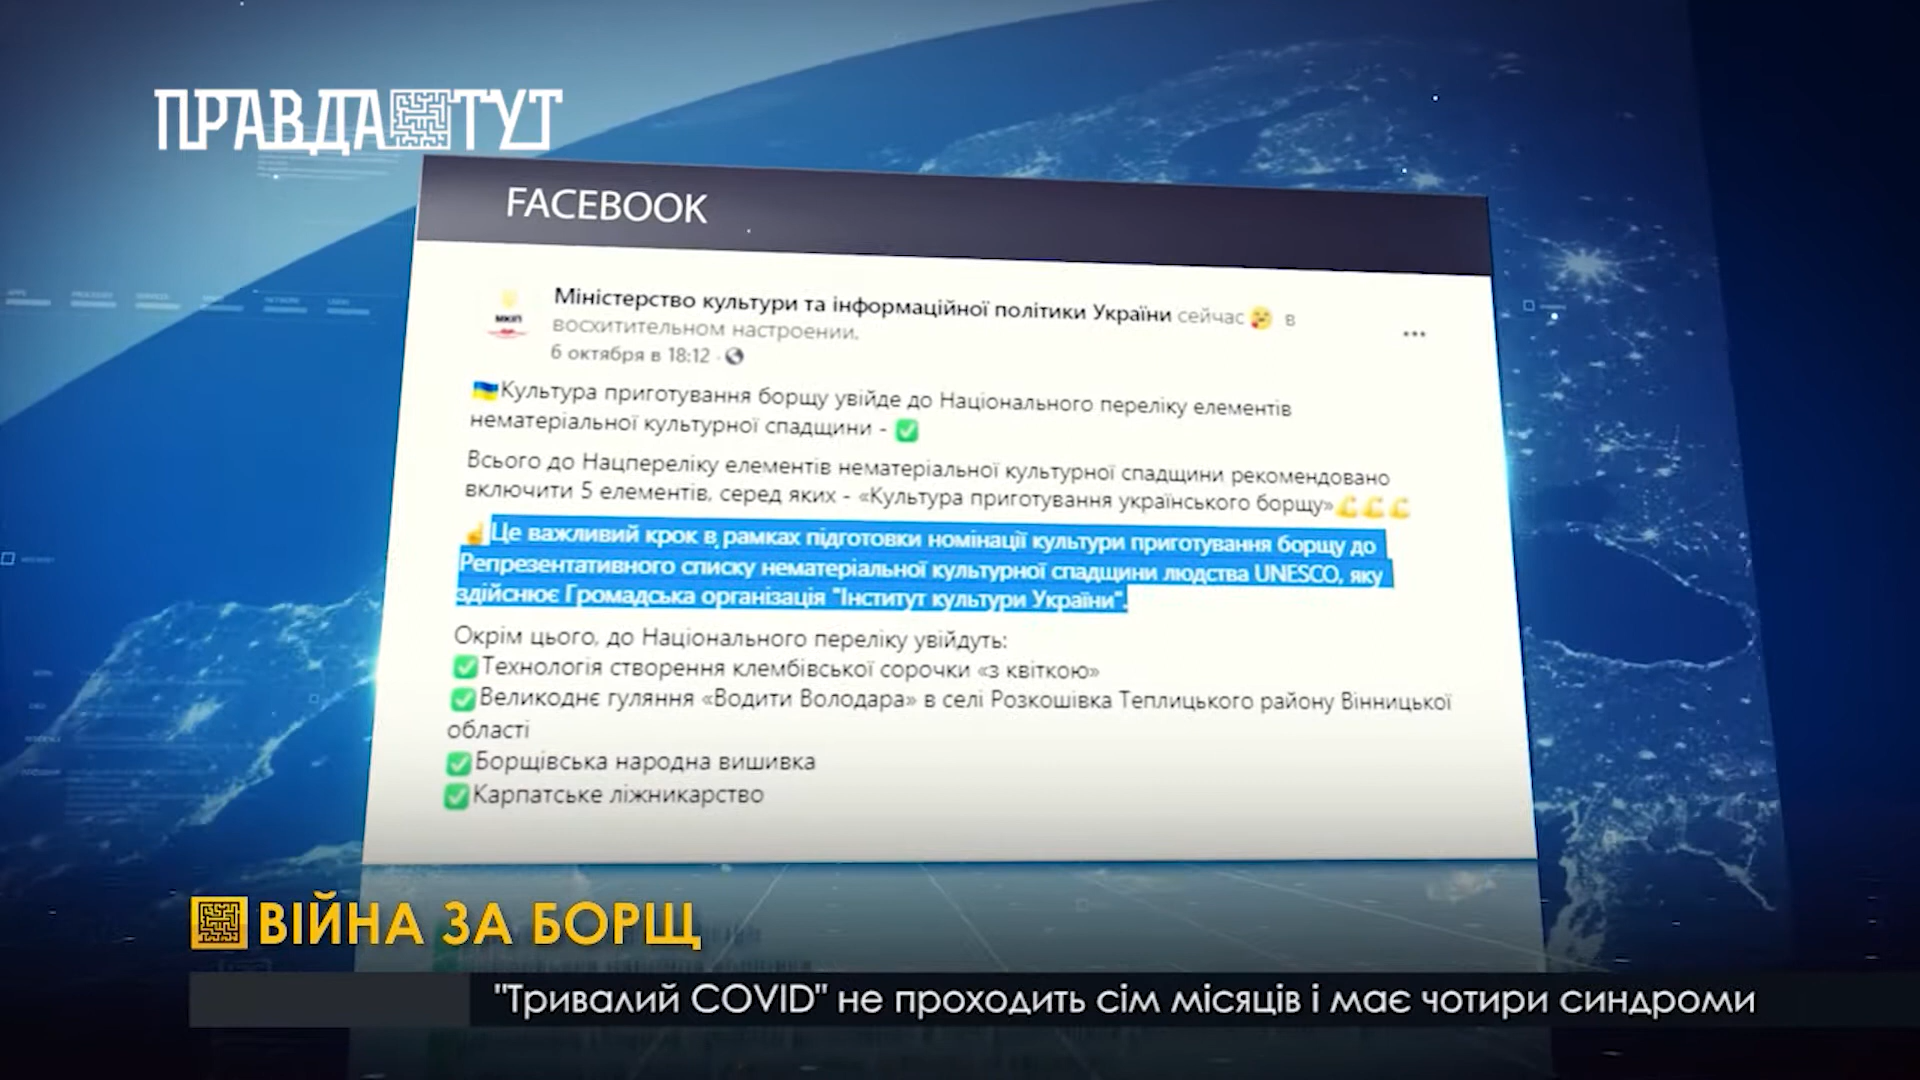 ПРАВДА ТУТ
FACEBOOK
Міністерство культури та інформаційної політики України сейчас 🥰 в
восхитительном настроении.
6 октября в 18:12 ·
МКІП
🇺🇦Культура приготування борщу увійде до Національного переліку елементів
нематеріальної культурної спадщини - ✅
Всього до Нацпереліку елементів нематеріальної культурної спадщини рекомендовано
включити 5 елементів, серед яких - «Культура приготування українського борщу»💪💪💪
☝Це важливий крок в рамках підготовки номінації культури приготування борщу до
Репрезентативного списку нематеріальної культурної спадщини людства UNESCO, яку
здійснює Громадська організація "Інститут культури України".
Окрім цього, до Національного переліку увійдуть:
✅Технологія створення клембівської сорочки «з квіткою»
✅Великоднє гуляння «Водити Володара» в селі Розкошівка Теплицького району Вінницької
області
✅Борщівська народна вишивка
✅Карпатське ліжникарство
ВІЙНА ЗА БОРЩ
"Тривалий COVID" не проходить сім місяців і має чотири синдроми